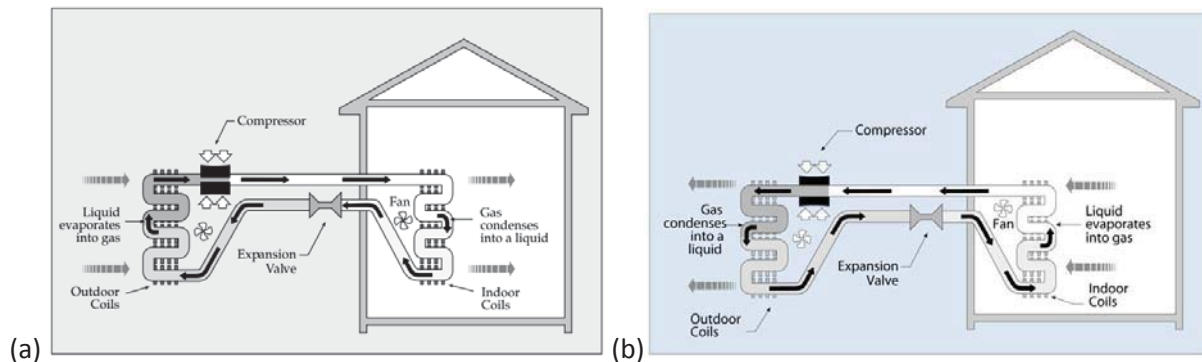 Compressor
Liquid
evaporates
into gas
Fan
Gas
condenses
into a liquid
Expansion
Valve
Outdoor
Coils
Indoor
Coils
(a)
Compressor
Gas
condenses
into a
liquid
Fan
Liquid
evaporates
into gas
Expansion
Valve
Outdoor
Coils
Indoor
Coils
(b)